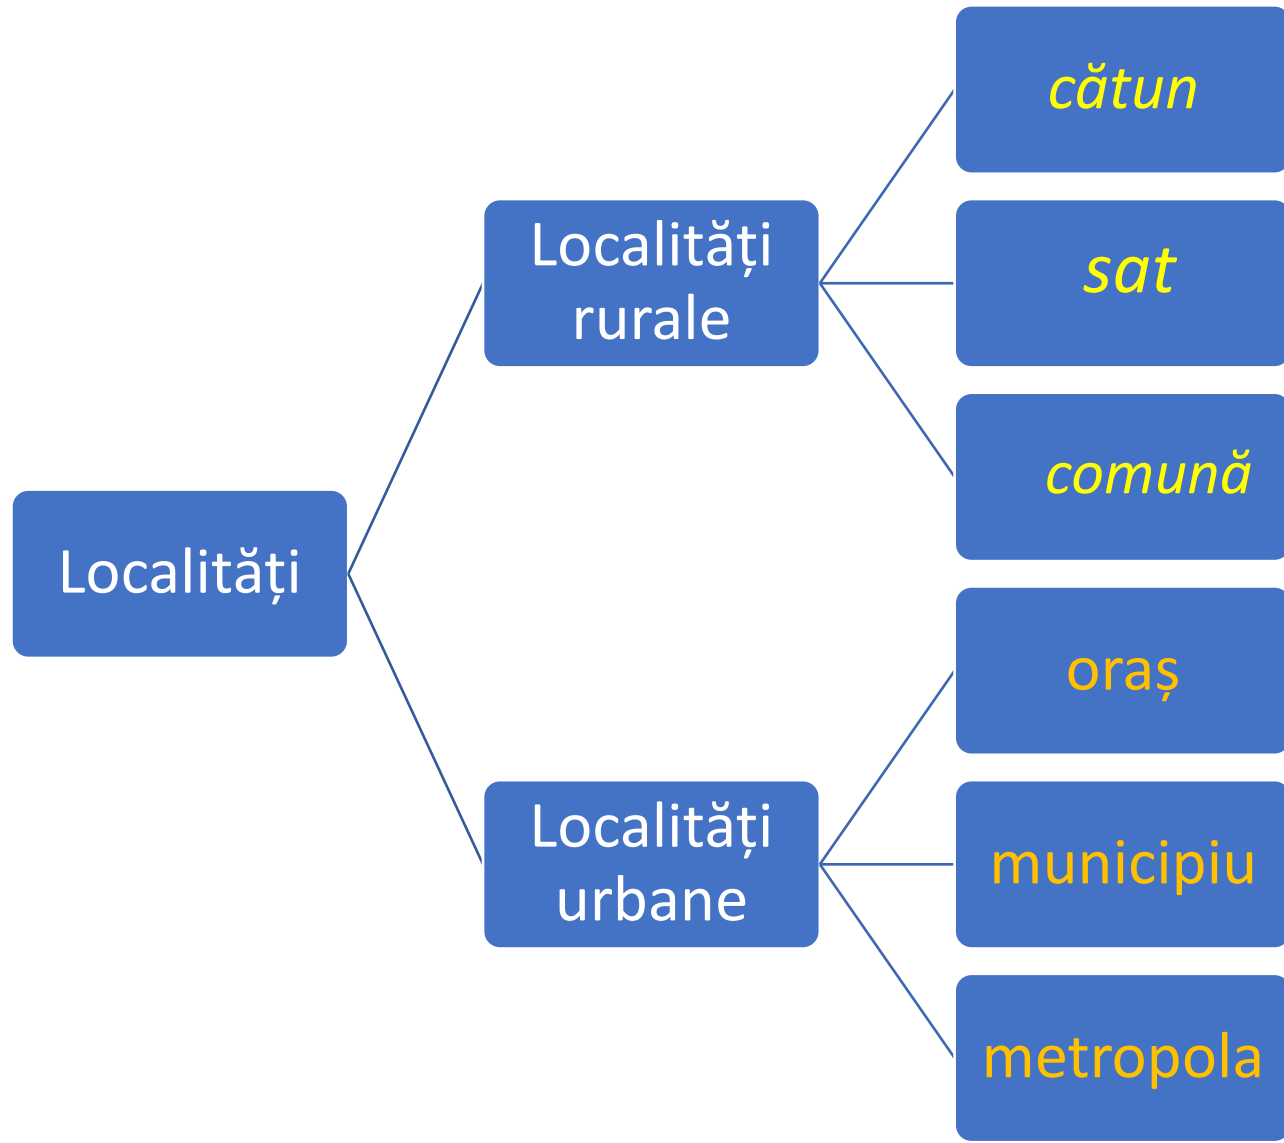 Localități
Localități
rurale
cătun
sat
comună
Localități
urbane
oraș
municipiu
metropola